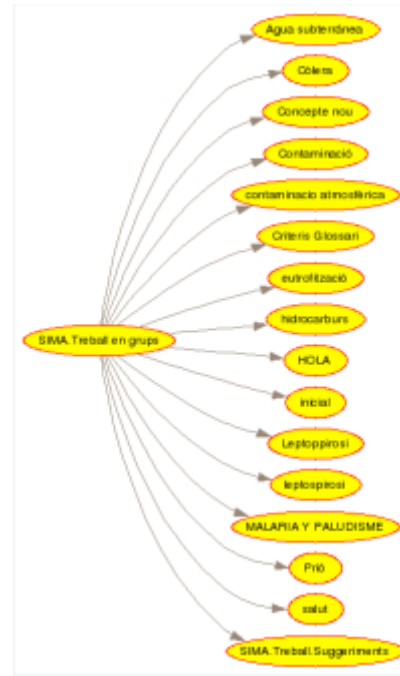 Agua subterránea
Còlera
Concepte nou
Contaminació
contaminacio atmosfèrica
Criteris Glossari
eutrofització
hidrocarburs
SIMA.Treball en grups
HOLA
inicial
Leptoppirosi
leptospirosi
MALARIA Y PALUDISME
Prió
salut
SIMA.Treball.Suggeriments